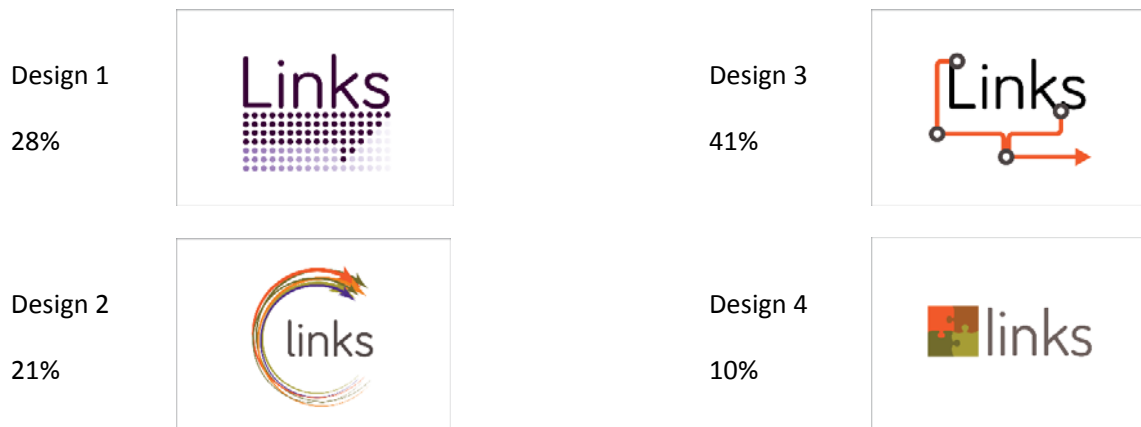 Design 1
28%
Links
Design 3
41%
Links
Design 2
21%
links
Design 4
10%
links